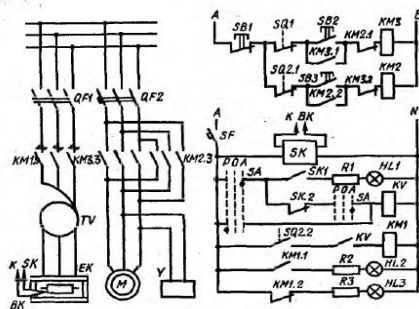 A
B
SB1
SQ1
SB2
KM2.1
KM3
KM3.1
SQ2.1
SB3
KM3.2
KM2
KM2.2
QF1
QF2
A
SF
K BK
SK
N
KM1.3
KM3.3
KM2.3
P O A
SA
SK1
R1
HL1
SK.2
P O A
SA
KV
TV
SQ2.2
KV
KM1
K SK
EK
BK
M
Y
KM1.1
R2
HL2
KM1.2
R3
HL3